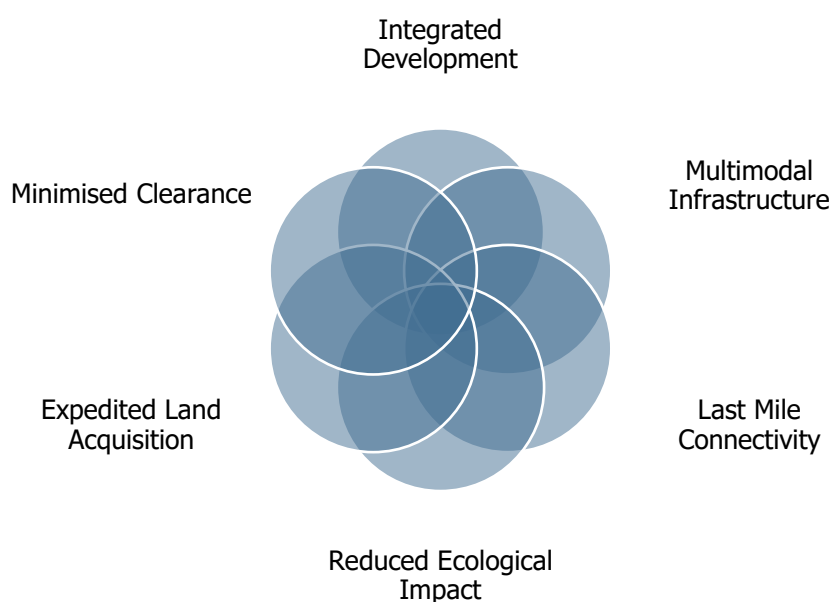 Integrated
Development
Multimodal
Infrastructure
Last Mile
Connectivity
Reduced Ecological
Impact
Expedited Land
Acquisition
Minimised Clearance